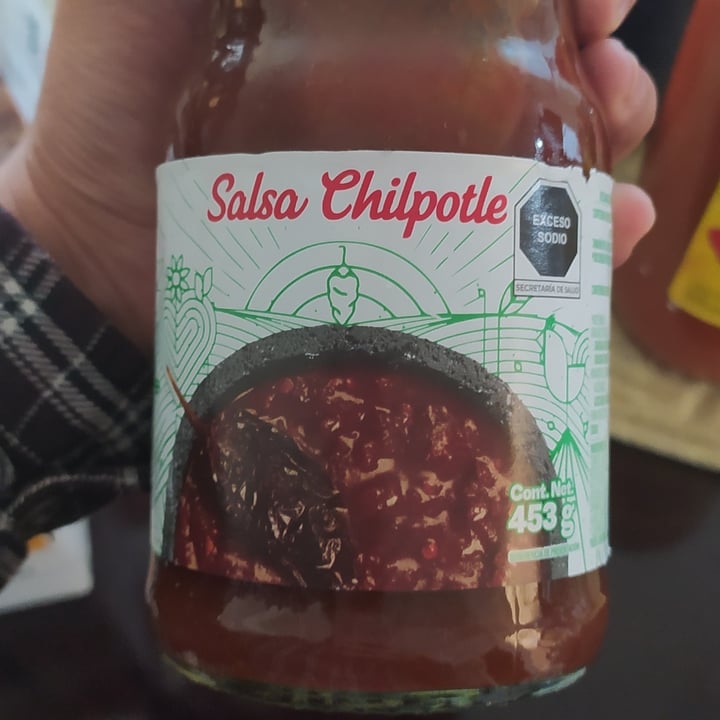 Salsa Chilpotle
EXCESO
SODIO
SECRETARÍA DE SALUD
Cont. Net.
453 g